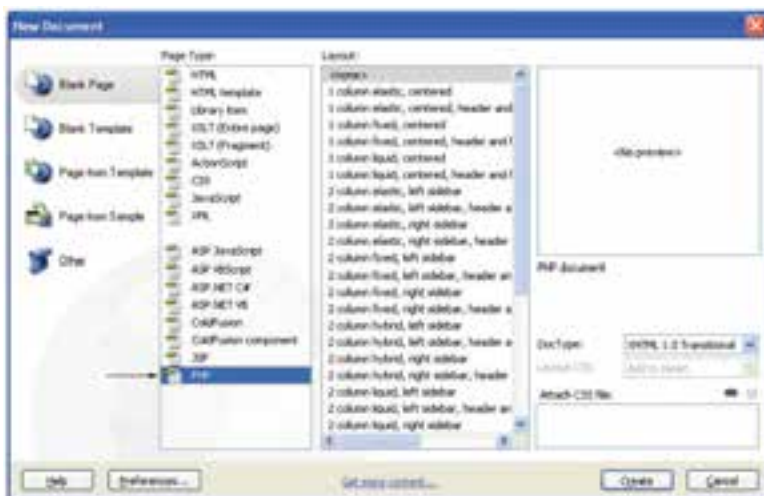 New Document
Blank Page
Blank Template
Page from Template
Page from Sample
Other
Page Type:
HTML
HTML template
Library item
XSLT (Entire page)
XSLT (Fragment)
ActionScript
CSS
JavaScript
XML
ASP JavaScript
ASP VBScript
ASP.NET C#
ASP.NET VB
ColdFusion
ColdFusion component
JSP
PHP
Layout:
<none>
1 column elastic, centered
1 column elastic, centered, header and
1 column fixed, centered
1 column fixed, centered, header and f
1 column liquid, centered
1 column liquid, centered, header and f
2 column elastic, left sidebar
2 column elastic, left sidebar, header a
2 column elastic, right sidebar
2 column elastic, right sidebar, header
2 column fixed, left sidebar
2 column fixed, left sidebar, header an
2 column fixed, right sidebar
2 column fixed, right sidebar, header a
2 column hybrid, left sidebar
2 column hybrid, left sidebar, header a
2 column hybrid, right sidebar
2 column hybrid, right sidebar, header
2 column liquid, left sidebar
2 column liquid, left sidebar, header an
2 column liquid, right sidebar
<No preview>
PHP document
DocType:
XHTML 1.0 Transitional
Layout CSS:
Add to Head
Attach CSS file:
Help
Preferences...
Get more content...
Create
Cancel